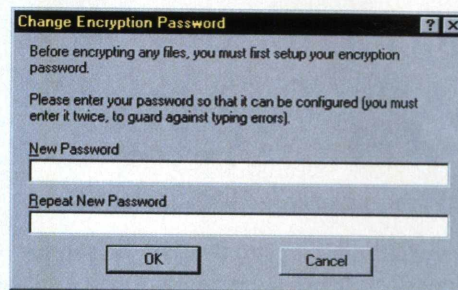 Change Encryption Password
Before encrypting any files, you must first setup your encryption
password.
Please enter your password so that it can be configured (you must
enter it twice, to guard against typing errors).
New Password
Repeat New Password
OK
Cancel